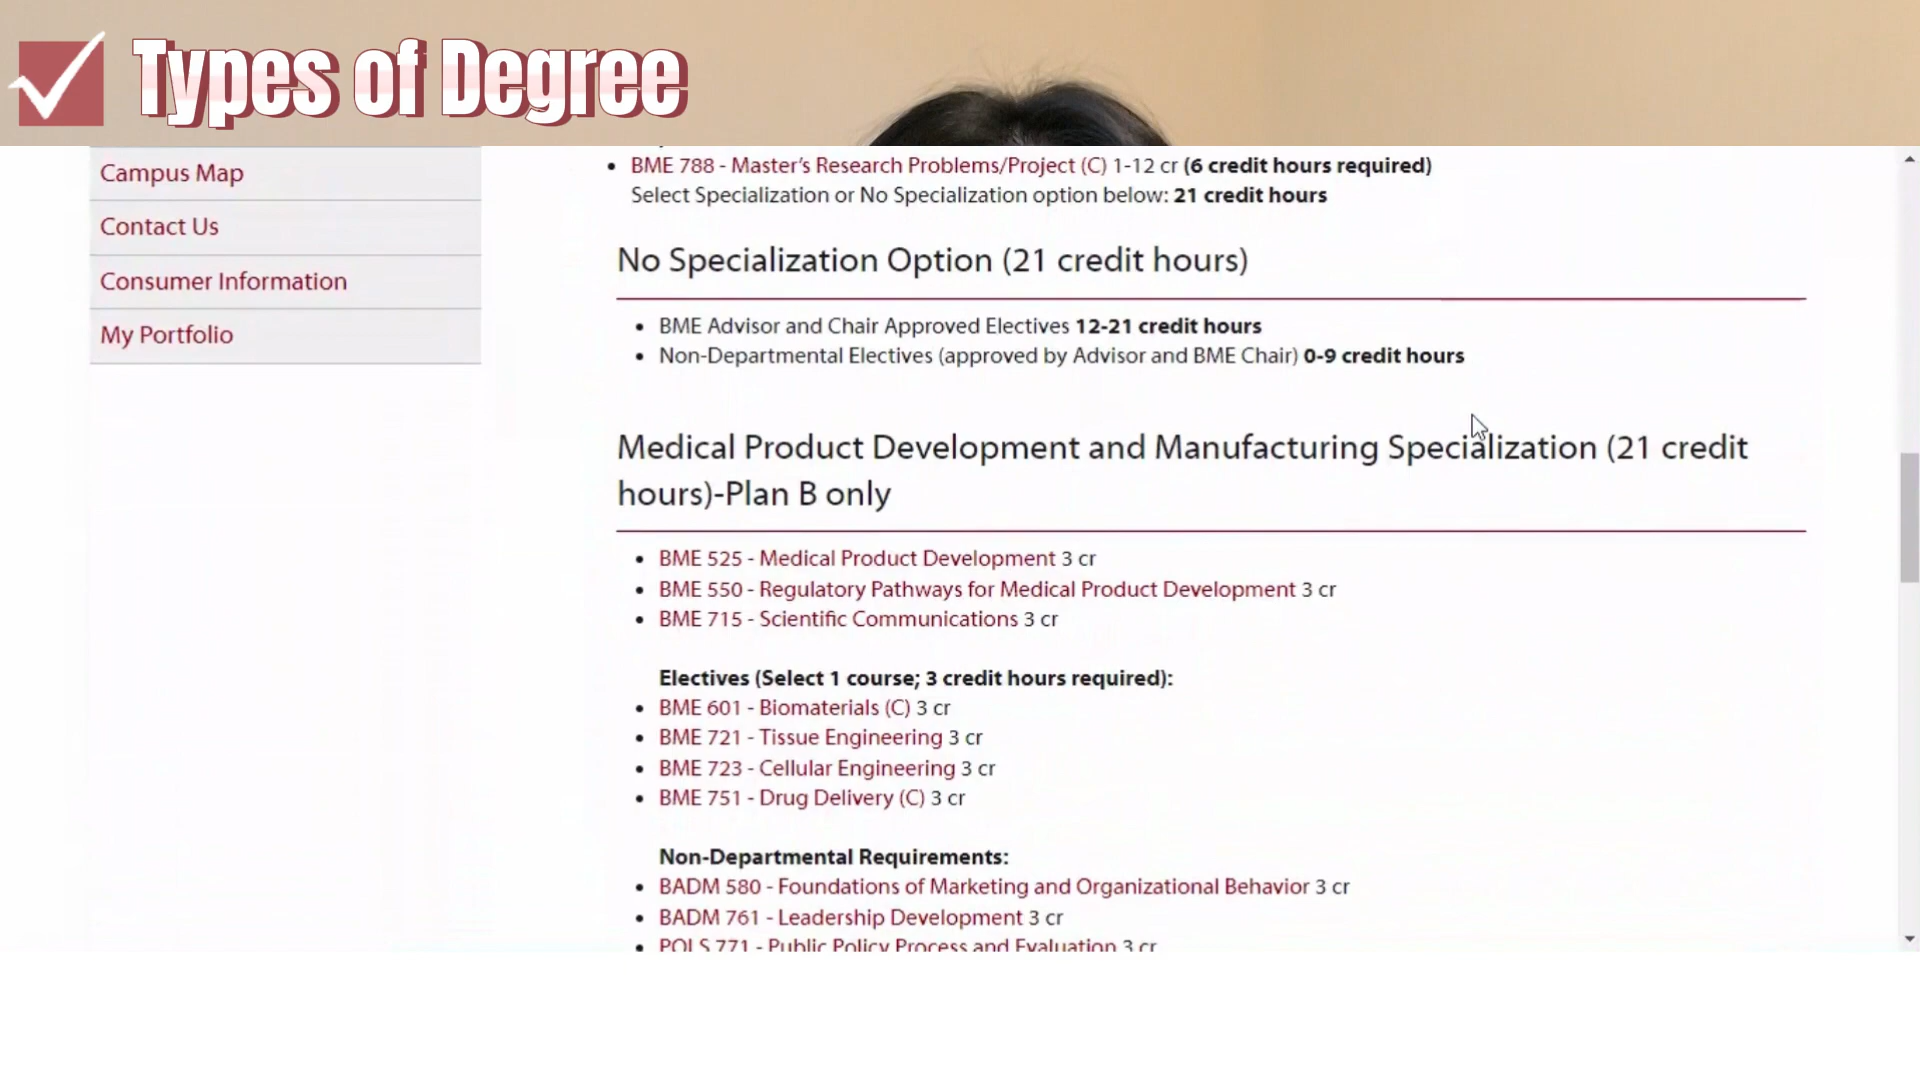 Types of Degree
Campus Map
Contact Us
Consumer Information
My Portfolio
BME 788 - Master's Research Problems/Project (C) 1-12 cr (6 credit hours required)
Select Specialization or No Specialization option below: 21 credit hours
No Specialization Option (21 credit hours)
BME Advisor and Chair Approved Electives 12-21 credit hours
Non-Departmental Electives (approved by Advisor and BME Chair) 0-9 credit hours
Medical Product Development and Manufacturing Specialization (21 credit
hours)-Plan B only
BME 525 - Medical Product Development 3 cr
BME 550 - Regulatory Pathways for Medical Product Development 3 cr
BME 715 - Scientific Communications 3 cr
Electives (Select 1 course; 3 credit hours required):
BME 601 - Biomaterials (C) 3 cr
BME 721 - Tissue Engineering 3 cr
BME 723 - Cellular Engineering 3 cr
BME 751 - Drug Delivery (C) 3 cr
Non-Departmental Requirements:
BADM 580 - Foundations of Marketing and Organizational Behavior 3 cr
BADM 761 - Leadership Development 3 cr
POLS 771 - Public Policy Process and Evaluation 3 cr